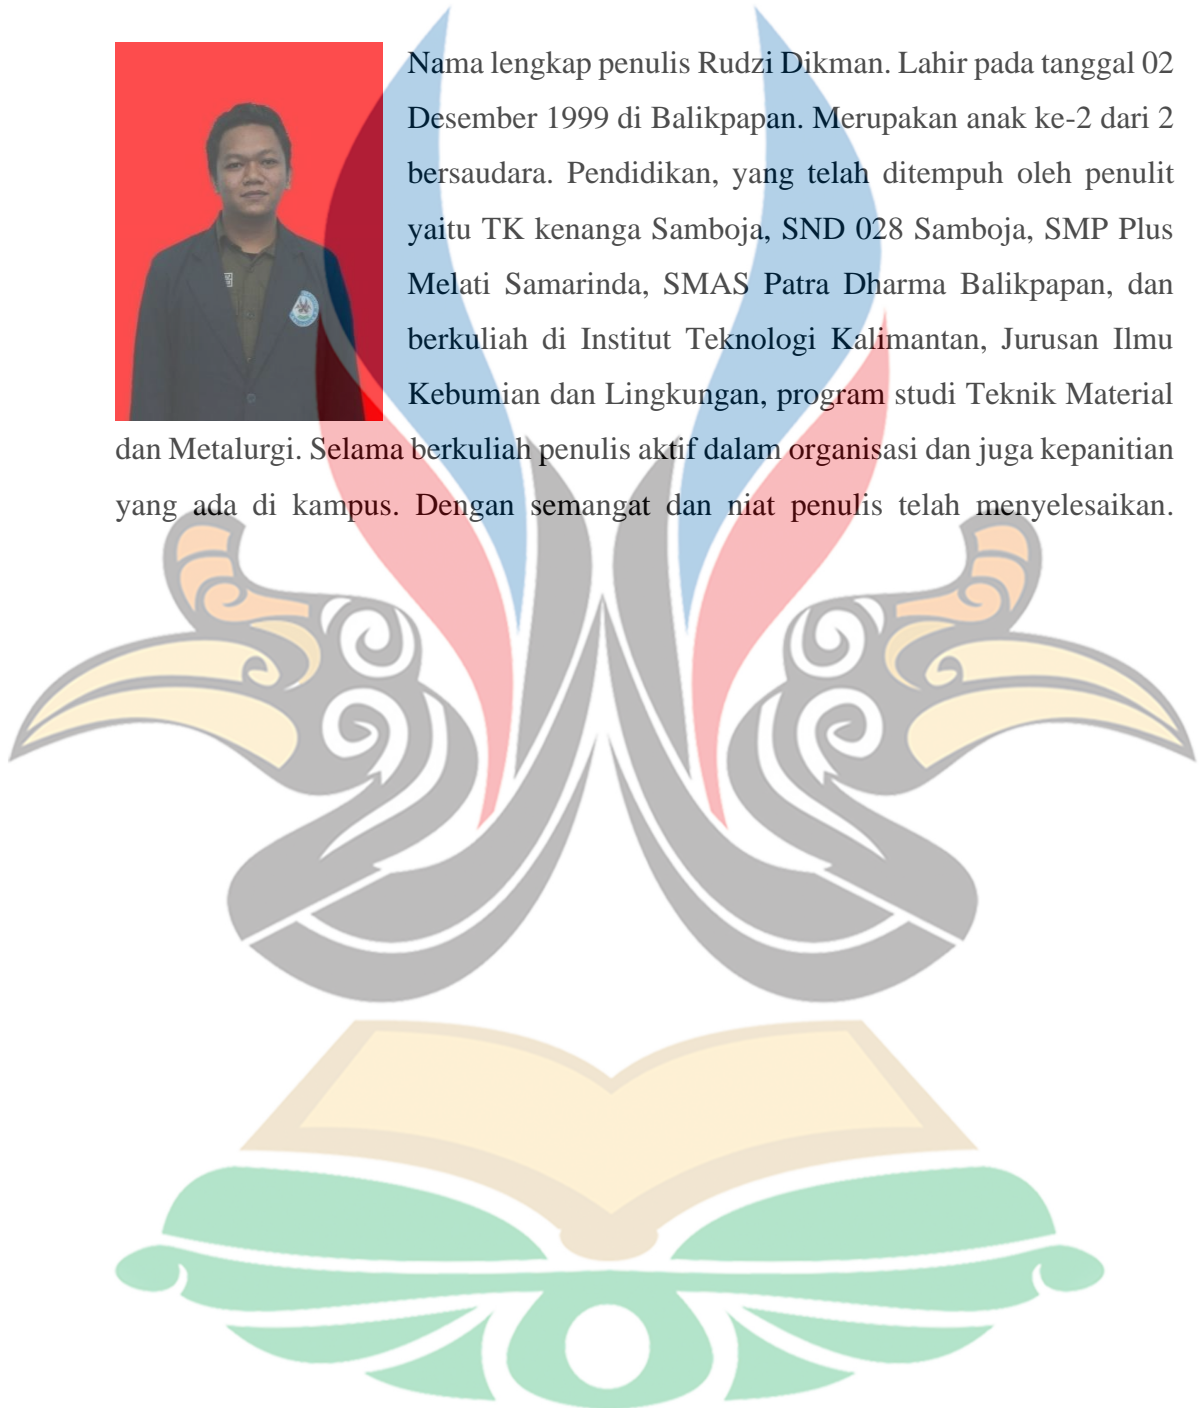 Nama lengkap penulis Rudzi Dikman. Lahir pada tanggal 02
Desember 1999 di Balikpapan. Merupakan anak ke-2 dari 2
bersaudara. Pendidikan, yang telah ditempuh oleh penulit
yaitu TK kenanga Samboja, SND 028 Samboja, SMP Plus
Melati Samarinda, SMAS Patra Dharma Balikpapan, dan
berkuliah di Institut Teknologi Kalimantan, Jurusan Ilmu
Kebumian dan Lingkungan, program studi Teknik Material
dan Metalurgi. Selama berkuliah penulis aktif dalam organisasi dan juga kepanitian
yang ada di kampus. Dengan semangat dan niat penulis telah menyelesaikan.